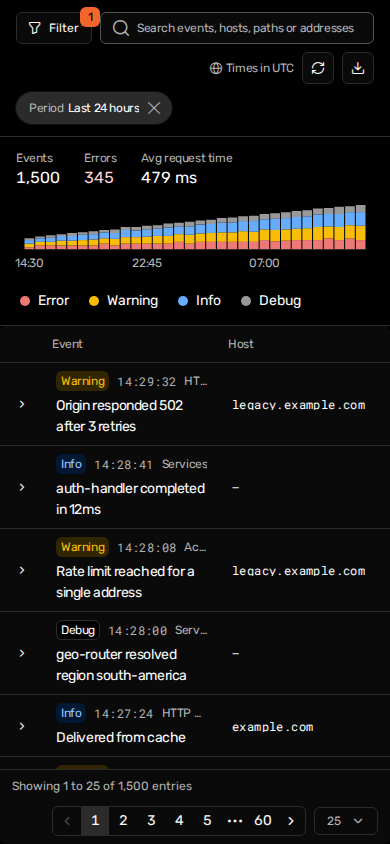 Filter
1
Search events, hosts, paths or addresses
Times in UTC
Period Last 24 hours
Events
Errors
Avg request time
1,500
345
479 ms
14:30
22:45
07:00
Error
Warning
Info
Debug
Event
Host
Warning 14:29:32 HT...
Origin responded 502
after 3 retries
legacy.example.com
Info 14:28:41 Services
auth-handler completed
in 12ms
–
Warning 14:28:08 Ac...
Rate limit reached for a
single address
legacy.example.com
Debug 14:28:00 Serv...
geo-router resolved
region south-america
–
Info 14:27:24 HTTP ...
Delivered from cache
example.com
Showing 1 to 25 of 1,500 entries
1 2 3 4 5 ... 60
25